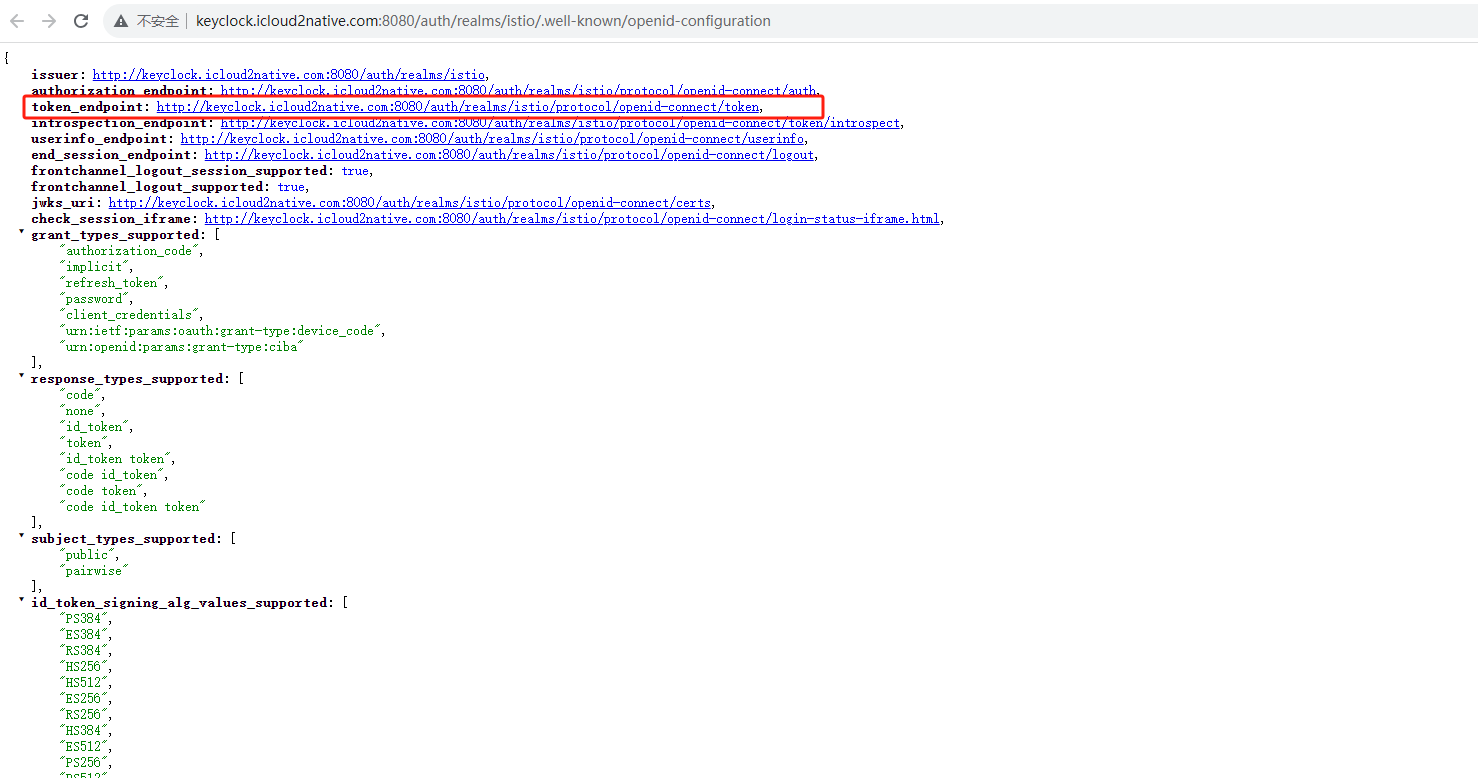 不安全 keyclock.icloud2native.com:8080/auth/realms/istio/.well-known/openid-configuration
{
issuer: http://keyclock.icloud2native.com:8080/auth/realms/istio,
authorization_endpoint: http://keyclock.icloud2native.com:8080/auth/realms/istio/protocol/openid-connect/auth,
token_endpoint: http://keyclock.icloud2native.com:8080/auth/realms/istio/protocol/openid-connect/token,
introspection_endpoint: http://keyclock.icloud2native.com:8080/auth/realms/istio/protocol/openid-connect/token/introspect,
userinfo_endpoint: http://keyclock.icloud2native.com:8080/auth/realms/istio/protocol/openid-connect/userinfo,
end_session_endpoint: http://keyclock.icloud2native.com:8080/auth/realms/istio/protocol/openid-connect/logout,
frontchannel_logout_session_supported: true,
frontchannel_logout_supported: true,
jwks_uri: http://keyclock.icloud2native.com:8080/auth/realms/istio/protocol/openid-connect/certs,
check_session_iframe: http://keyclock.icloud2native.com:8080/auth/realms/istio/protocol/openid-connect/login-status-iframe.html,
grant_types_supported: [
"authorization_code",
"implicit",
"refresh_token",
"password",
"client_credentials",
"urn:ietf:params:oauth:grant-type:device_code",
"urn:openid:params:grant-type:ciba"
],
response_types_supported: [
"code",
"none",
"id_token",
"token",
"id_token token",
"code id_token",
"code token",
"code id_token token"
],
subject_types_supported: [
"public",
"pairwise"
],
id_token_signing_alg_values_supported: [
"PS384",
"ES384",
"RS384",
"HS256",
"HS512",
"ES256",
"RS256",
"HS384",
"ES512",
"PS256",
"PS512",